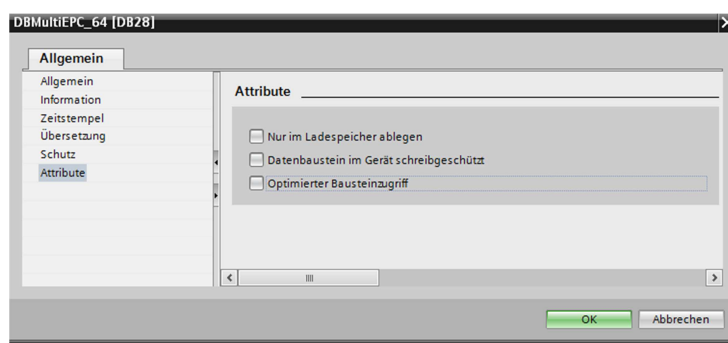 DBMultiEPC_64 [DB28]
Allgemein
Allgemein
Information
Zeitstempel
Übersetzung
Schutz
Attribute
Attribute
Nur im Ladespeicher ablegen
Datenbaustein im Gerät schreibgeschützt
Optimierter Bausteinzugriff
OK
Abbrechen